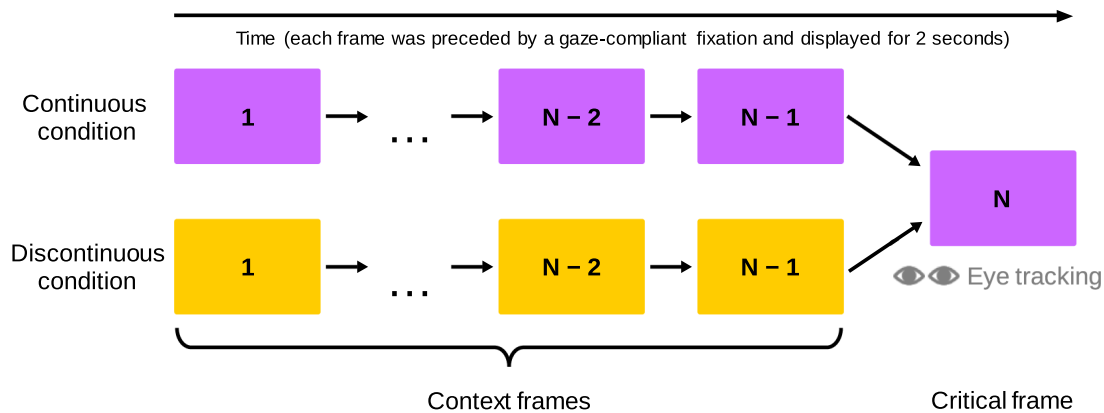 Time (each frame was preceded by a gaze-compliant fixation and displayed for 2 seconds)
Continuous
condition
1
...
N − 2
N − 1
N
Discontinuous
condition
1
...
N − 2
N − 1
Eye tracking
Context frames
Critical frame